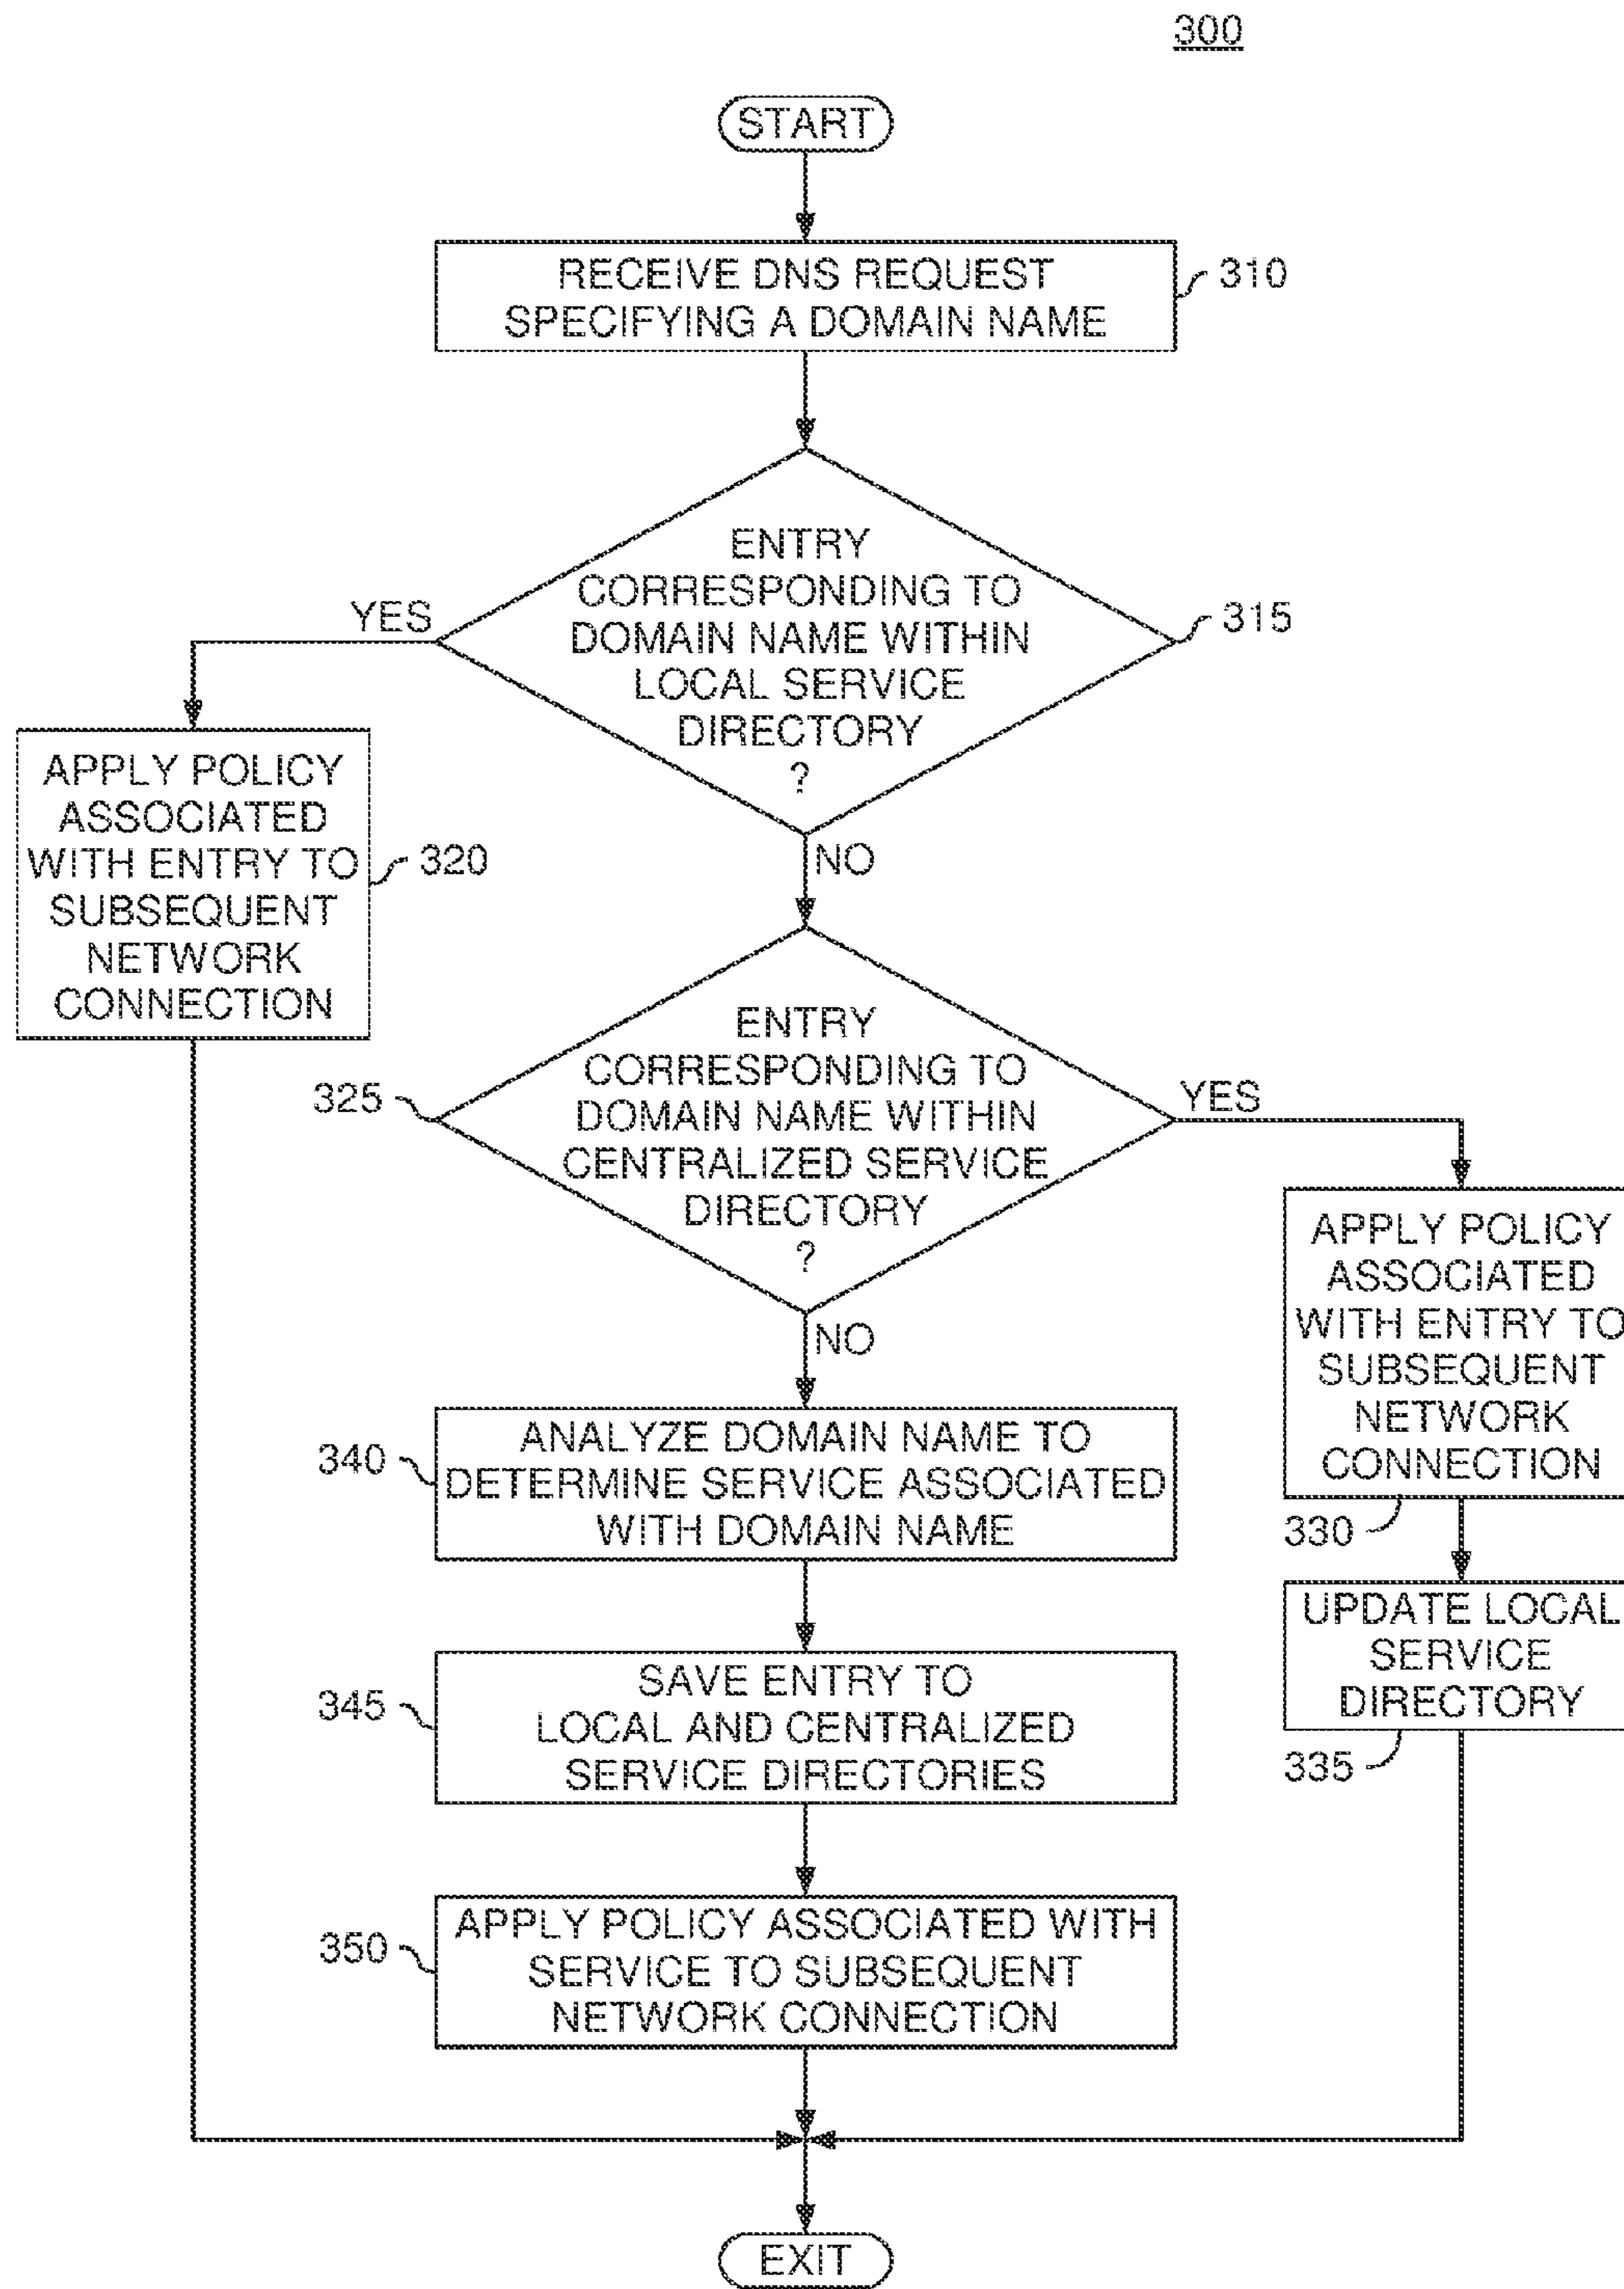 300
START
RECEIVE DNS REQUEST
SPECIFYING A DOMAIN NAME
310
ENTRY
CORRESPONDING TO
DOMAIN NAME WITHIN
LOCAL SERVICE
DIRECTORY
?
315
YES
APPLY POLICY
ASSOCIATED
WITH ENTRY TO
SUBSEQUENT
NETWORK
CONNECTION
320
NO
ENTRY
CORRESPONDING TO
DOMAIN NAME WITHIN
CENTRALIZED SERVICE
DIRECTORY
?
325
YES
APPLY POLICY
ASSOCIATED
WITH ENTRY TO
SUBSEQUENT
NETWORK
CONNECTION
330
UPDATE LOCAL
SERVICE
DIRECTORY
335
NO
ANALYZE DOMAIN NAME TO
DETERMINE SERVICE ASSOCIATED
WITH DOMAIN NAME
340
SAVE ENTRY TO
LOCAL AND CENTRALIZED
SERVICE DIRECTORIES
345
APPLY POLICY ASSOCIATED WITH
SERVICE TO SUBSEQUENT
NETWORK CONNECTION
350
EXIT